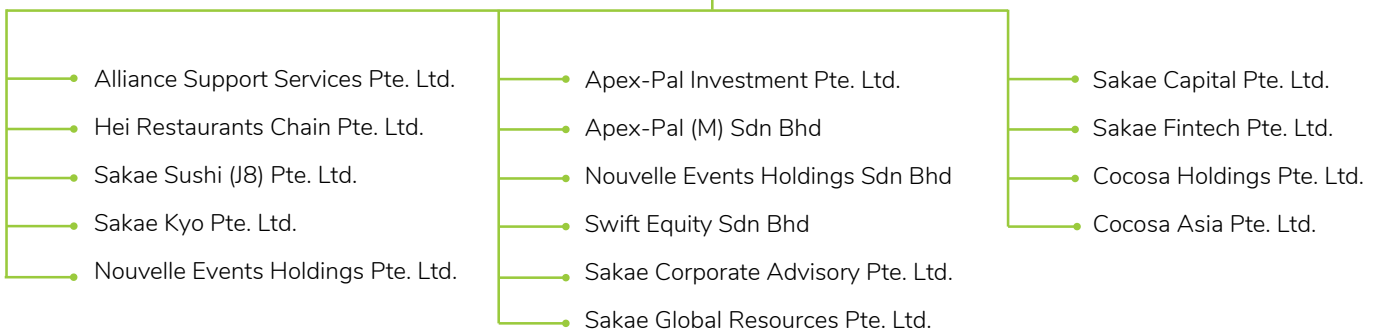 Alliance Support Services Pte. Ltd.
Hei Restaurants Chain Pte. Ltd.
Sakae Sushi (J8) Pte. Ltd.
Sakae Kyo Pte. Ltd.
Nouvelle Events Holdings Pte. Ltd.
Apex-Pal Investment Pte. Ltd.
Apex-Pal (M) Sdn Bhd
Nouvelle Events Holdings Sdn Bhd
Swift Equity Sdn Bhd
Sakae Corporate Advisory Pte. Ltd.
Sakae Global Resources Pte. Ltd.
Sakae Capital Pte. Ltd.
Sakae Fintech Pte. Ltd.
Cocosa Holdings Pte. Ltd.
Cocosa Asia Pte. Ltd.